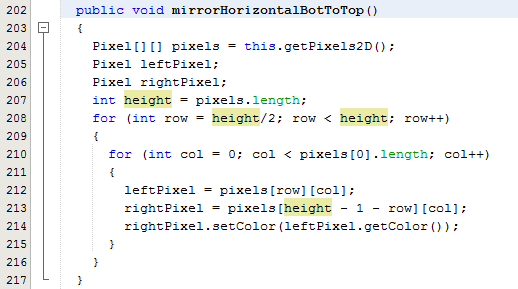 202 public void mirrorHorizontalBotToTop()
203 {
204 Pixel[][] pixels = this.getPixels2D();
205 Pixel leftPixel;
206 Pixel rightPixel;
207 int height = pixels.length;
208 for (int row = height/2; row < height; row++)
209 {
210 for (int col = 0; col < pixels[0].length; col++)
211 {
212 leftPixel = pixels[row][col];
213 rightPixel = pixels[height - 1 - row][col];
214 rightPixel.setColor(leftPixel.getColor());
215 }
216 }
217 }